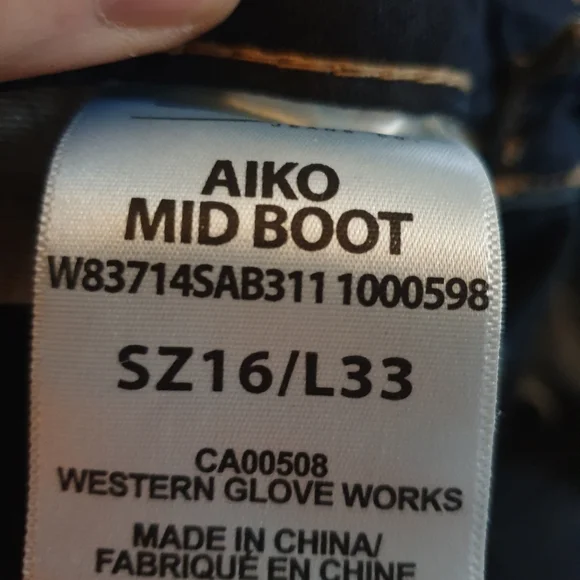 AIKO
MID BOOT
W83714SAB311 1000598
SZ16/L33
CA00508
WESTERN GLOVE WORKS
MADE IN CHINA/
FABRIQUÉ EN CHINE